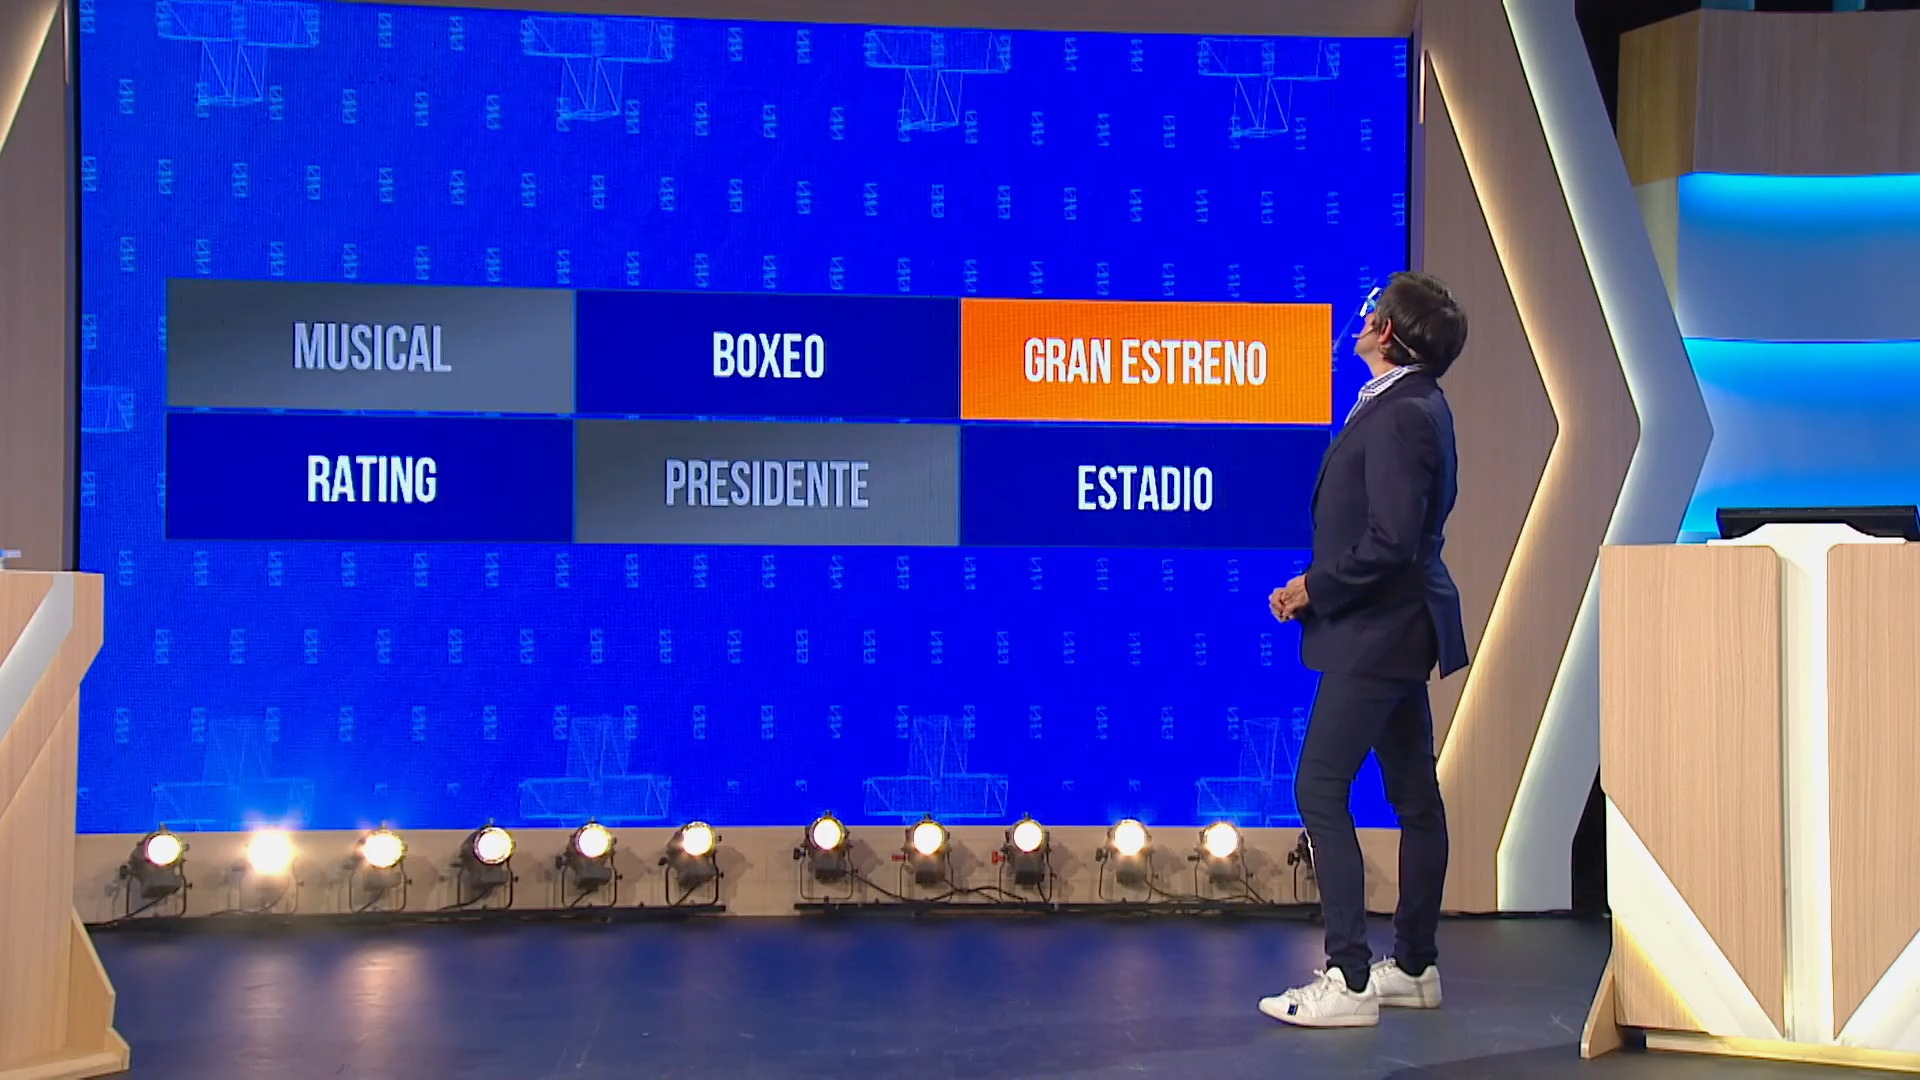 MUSICAL
BOXEO
GRAN ESTRENO
RATING
PRESIDENTE
ESTADIO